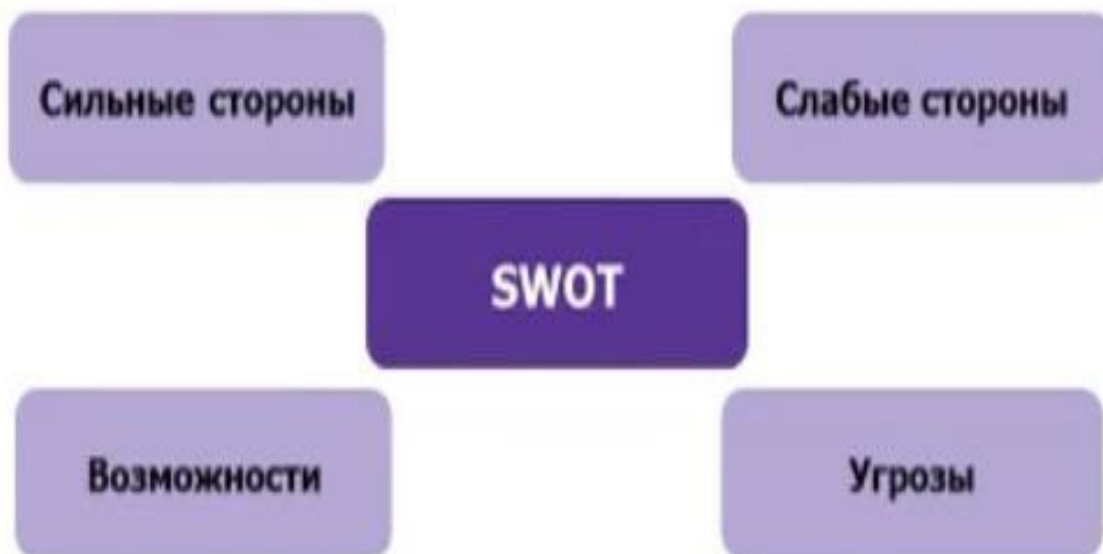 Сильные стороны
Слабые стороны
SWOT
Возможности
Угрозы